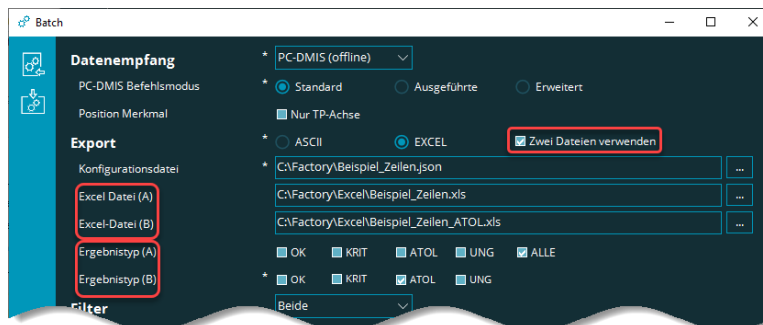 Batch
Datenempfang * PC-DMIS (offline)
PC-DMIS Befehlsmodus * Standard Ausgeführte Erweitert
Position Merkmal Nur TP-Achse
Export * ASCII EXCEL Zwei Dateien verwenden
Konfigurationsdatei * C:\Factory\Beispiel_Zeilen.json ...
Excel Datei (A) C:\Factory\Excel\Beispiel_Zeilen.xls ...
Excel-Datei (B) C:\Factory\Excel\Beispiel_Zeilen_ATOL.xls ...
Ergebnistyp (A) OK KRIT ATOL UNG ALLE
Ergebnistyp (B) * OK KRIT ATOL UNG
Filter Beide